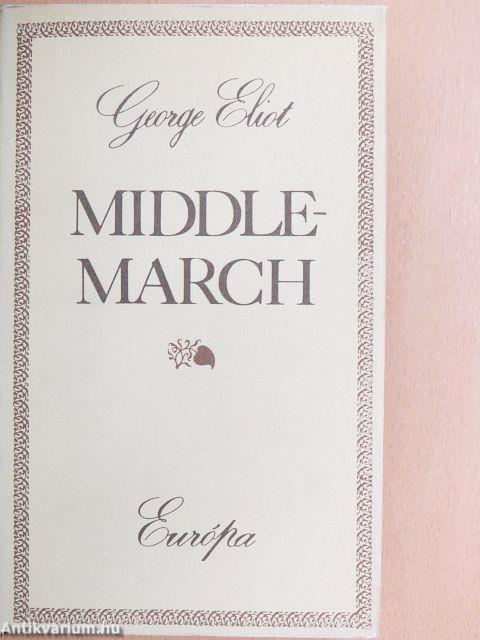 George Eliot
MIDDLE-
MARCH
Európa
Antikvarium.hu